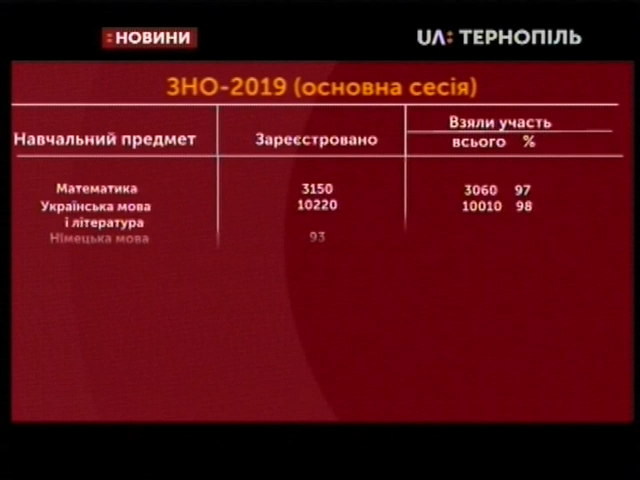 :НОВИНИ
UA: ТЕРНОПІЛЬ
ЗНО-2019 (основна сесія)
Навчальний предмет Зареєстровано Взяли участь
всього %
Математика 3150 3060 97
Українська мова 10220 10010 98
і література
Німецька мова 93